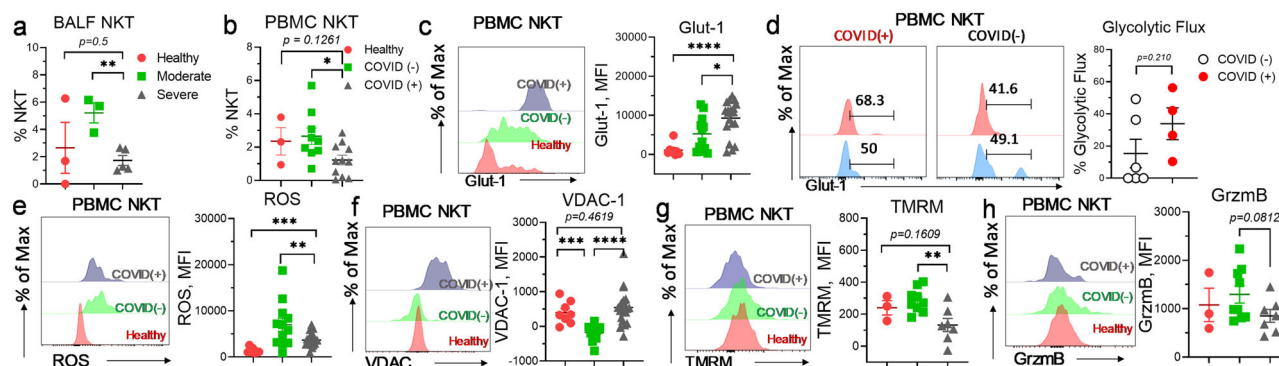 a
BALF NKT
p=0.5
**
% NKT
10
8
6
4
2
0
Healthy
Moderate
Severe
b
PBMC NKT
p = 0.1261
*
% NKT
8
6
4
2
0
Healthy
COVID (-)
COVID (+)
c
PBMC NKT
% of Max
COVID(+)
COVID(-)
Healthy
Glut-1
Glut-1
****
*
Glut-1, MFI
30000
20000
10000
0
d
PBMC NKT
COVID(+)
COVID(-)
% of Max
68.3
41.6
50
49.1
Glut-1
Glycolytic Flux
p=0.210
% Glycolytic Flux
100
80
60
40
20
0
COVID (-)
COVID (+)
e
PBMC NKT
% of Max
COVID(+)
COVID(-)
Healthy
ROS
ROS
***
**
ROS, MFI
30000
20000
10000
0
f
PBMC NKT
% of Max
COVID(+)
COVID(-)
Healthy
VDAC
VDAC-1
p=0.4619
***
****
VDAC-1, MFI
3000
2000
1000
0
-1000
g
PBMC NKT
% of Max
COVID(+)
COVID(-)
Healthy
TMRM
TMRM
p=0.1609
**
TMRM, MFI
800
600
400
200
0
h
PBMC NKT
% of Max
COVID(+)
COVID(-)
Healthy
GrzmB
GrzmB
p=0.0812
GrzmB, MFI
3000
2000
1000
0